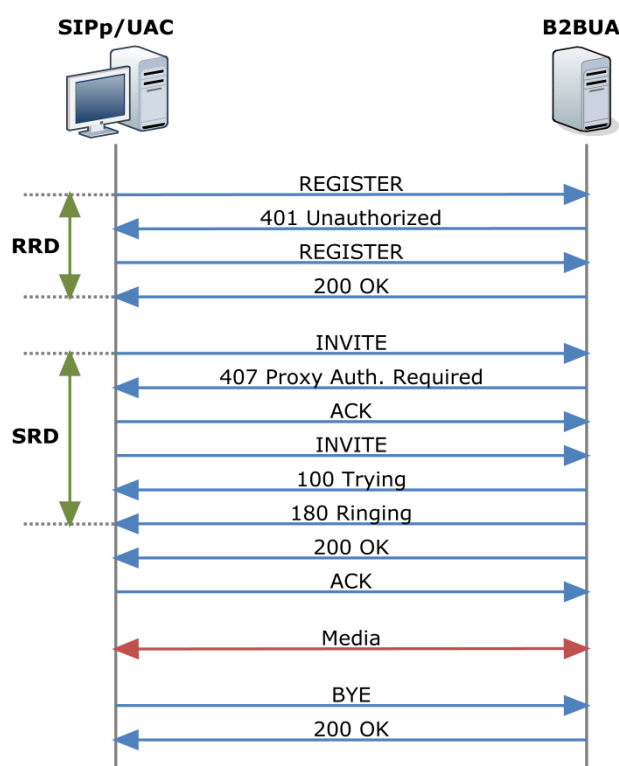 SIPp/UAC
B2BUA
REGISTER
401 Unauthorized
RRD
REGISTER
200 OK
INVITE
407 Proxy Auth. Required
ACK
SRD
INVITE
100 Trying
180 Ringing
200 OK
ACK
Media
BYE
200 OK